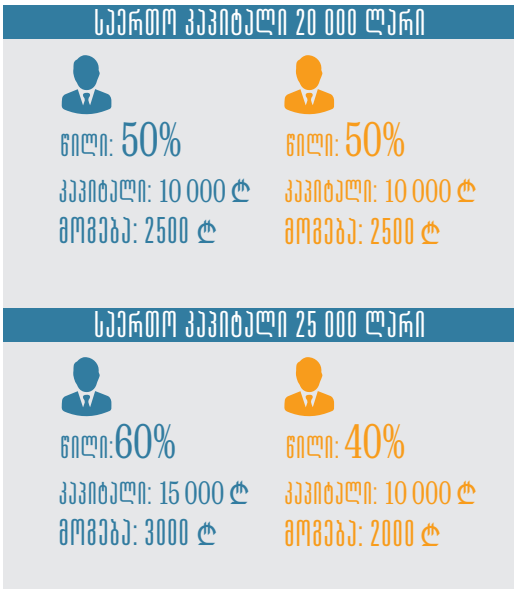 საერთო კაპიტალი 20 000 ლარი
წილი: 50%
კაპიტალი: 10 000 ₾
მოგება: 2500 ₾
წილი: 50%
კაპიტალი: 10 000 ₾
მოგება: 2500 ₾
საერთო კაპიტალი 25 000 ლარი
წილი:60%
კაპიტალი: 15 000 ₾
მოგება: 3000 ₾
წილი: 40%
კაპიტალი: 10 000 ₾
მოგება: 2000 ₾